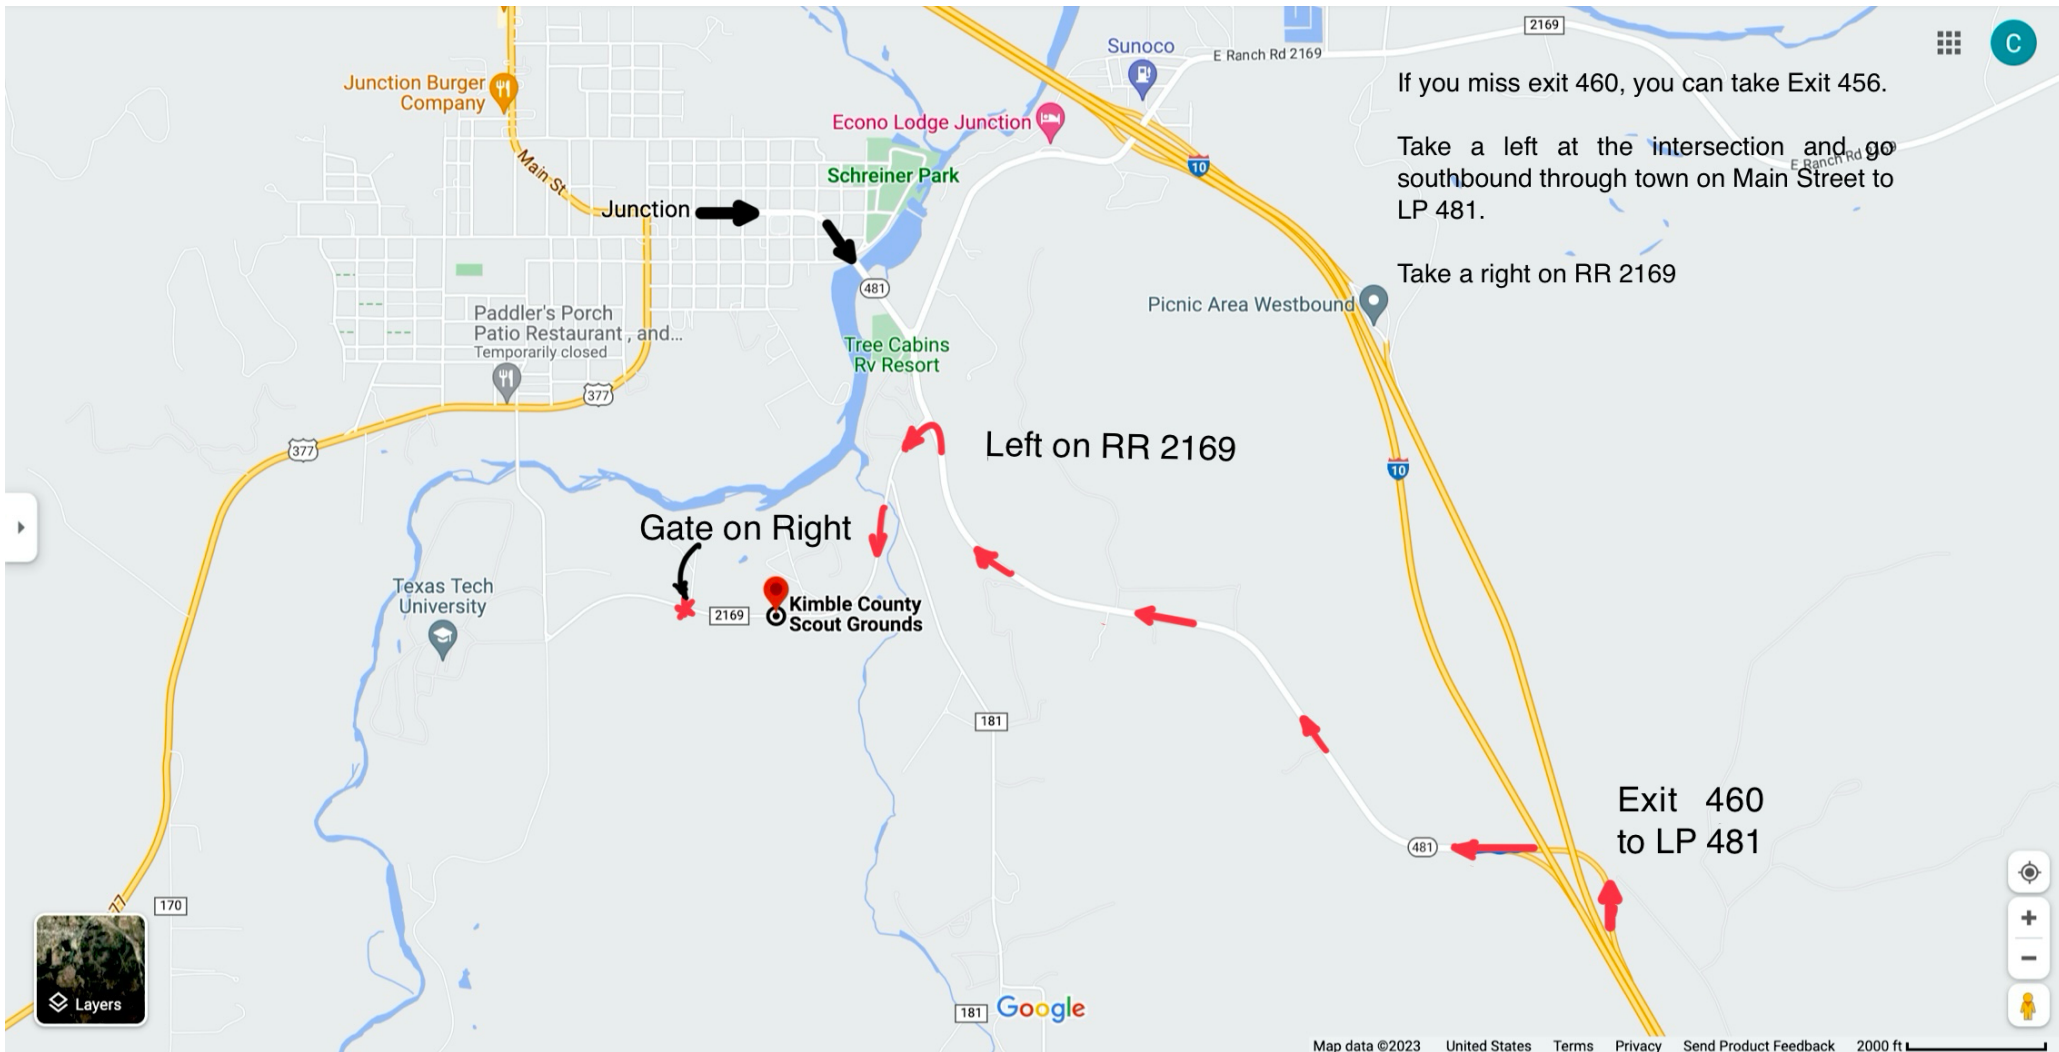 2169
Sunoco
E Ranch Rd 2169
C
Junction Burger
Company
If you miss exit 460, you can take Exit 456.
Econo Lodge Junction
Take a left at the intersection and go
southbound through town on Main Street to
LP 481.
E Ranch Rd 2169
Main St
10
Schreiner Park
Junction
Take a right on RR 2169
481
Picnic Area Westbound
Paddler's Porch
Patio Restaurant , and...
Temporarily closed
Tree Cabins
Rv Resort
377
377
Left on RR 2169
10
Gate on Right
Texas Tech
University
Kimble County
Scout Grounds
2169
181
Exit 460
to LP 481
481
170
Layers
181
Google
Map data ©2023 United States Terms Privacy Send Product Feedback 2000 ft